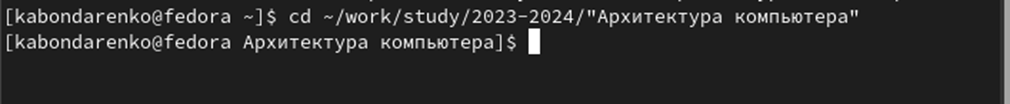 [kabondarenko@fedora ~]$ cd ~/work/study/2023-2024/"Архитектура компьютера"
[kabondarenko@fedora Архитектура компьютера]$